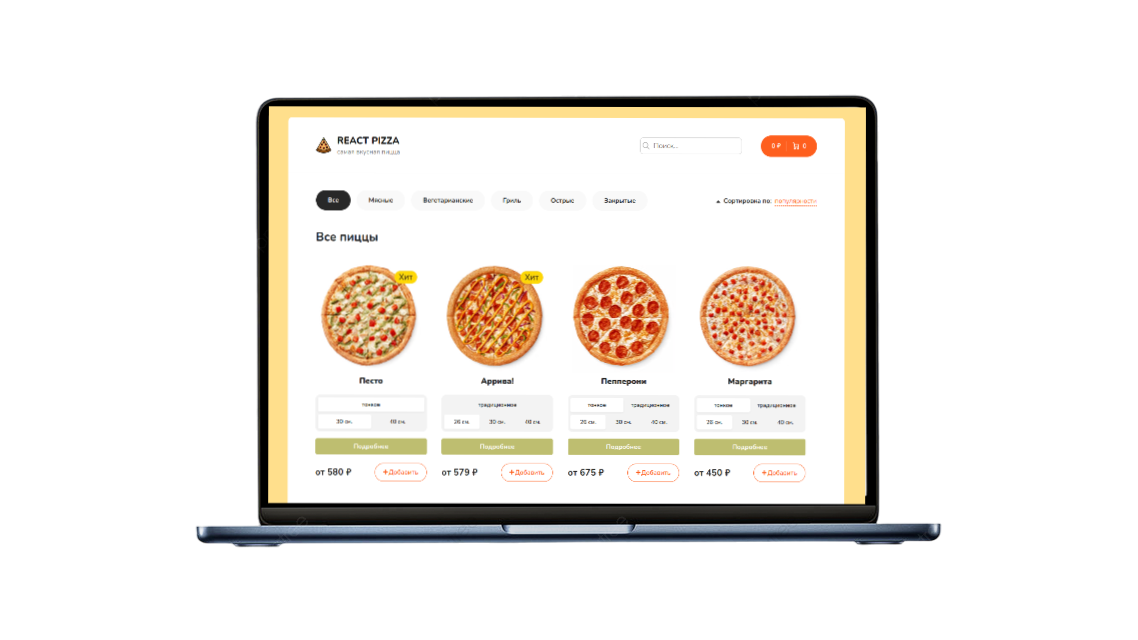 REACT PIZZA
самая вкусная пицца
Поиск...
0 ₽ 0
Все Мясные Вегетарианские Гриль Острые Закрытые
Сортировка по: популярности
Все пиццы
Хит Хит
Песто Аррива! Пепперони Маргарита
тонкое традиционное тонкое традиционное тонкое традиционное
30 см. 40 см. 26 см. 30 см. 40 см. 26 см. 30 см. 40 см. 26 см. 30 см. 40 см.
Подробнее Подробнее Подробнее Подробнее
от 580 ₽ +Добавить от 579 ₽ +Добавить от 675 ₽ +Добавить от 450 ₽ +Добавить